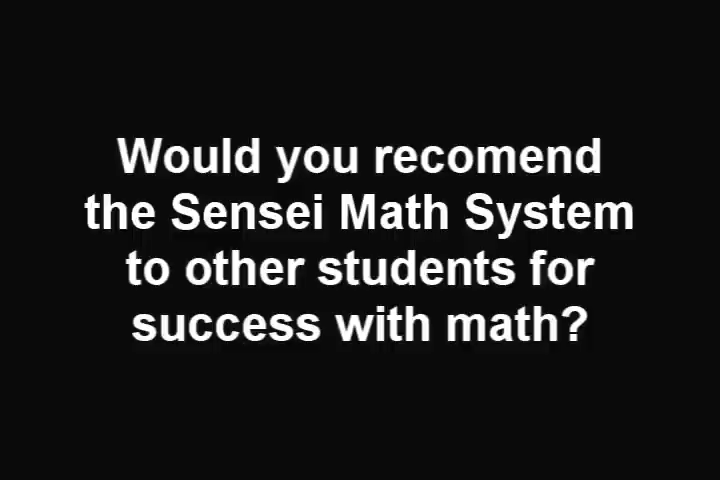 Would you recomend
the Sensei Math System
to other students for
success with math?